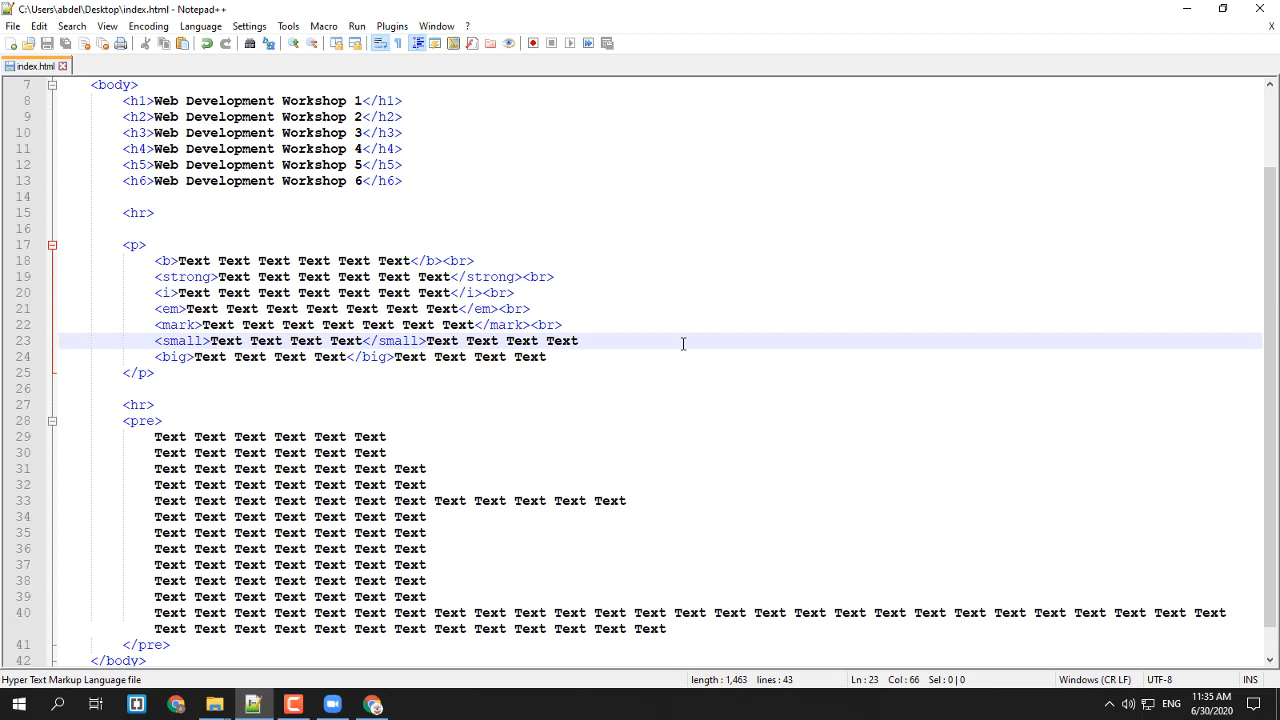 C:\Users\abdel\Desktop\index.html - Notepad++
File Edit Search View Encoding Language Settings Tools Macro Run Plugins Window ? X
index.html
7 <body>
8 <h1>Web Development Workshop 1</h1>
9 <h2>Web Development Workshop 2</h2>
10 <h3>Web Development Workshop 3</h3>
11 <h4>Web Development Workshop 4</h4>
12 <h5>Web Development Workshop 5</h5>
13 <h6>Web Development Workshop 6</h6>
14
15 <hr>
16
17 <p>
18 <b>Text Text Text Text Text Text</b><br>
19 <strong>Text Text Text Text Text Text</strong><br>
20 <i>Text Text Text Text Text Text Text</i><br>
21 <em>Text Text Text Text Text Text Text</em><br>
22 <mark>Text Text Text Text Text Text Text</mark><br>
23 <small>Text Text Text Text</small>Text Text Text Text
24 <big>Text Text Text Text</big>Text Text Text Text
25 </p>
26
27 <hr>
28 <pre>
29 Text Text Text Text Text Text
30 Text Text Text Text Text Text
31 Text Text Text Text Text Text Text
32 Text Text Text Text Text Text Text
33 Text Text Text Text Text Text Text Text Text Text Text Text
34 Text Text Text Text Text Text Text
35 Text Text Text Text Text Text Text
36 Text Text Text Text Text Text Text
37 Text Text Text Text Text Text Text
38 Text Text Text Text Text Text Text
39 Text Text Text Text Text Text Text
40 Text Text Text Text Text Text Text Text Text Text Text Text Text Text Text Text Text Text Text Text Text Text Text Text Text Text Text
Text Text Text Text Text Text Text Text Text Text Text Text Text
41 </pre>
42 </body>
Hyper Text Markup Language file length : 1,463 lines : 43 Ln : 23 Col : 66 Sel : 0 | 0 Windows (CR LF) UTF-8 INS
ENG 11:35 AM
6/30/2020